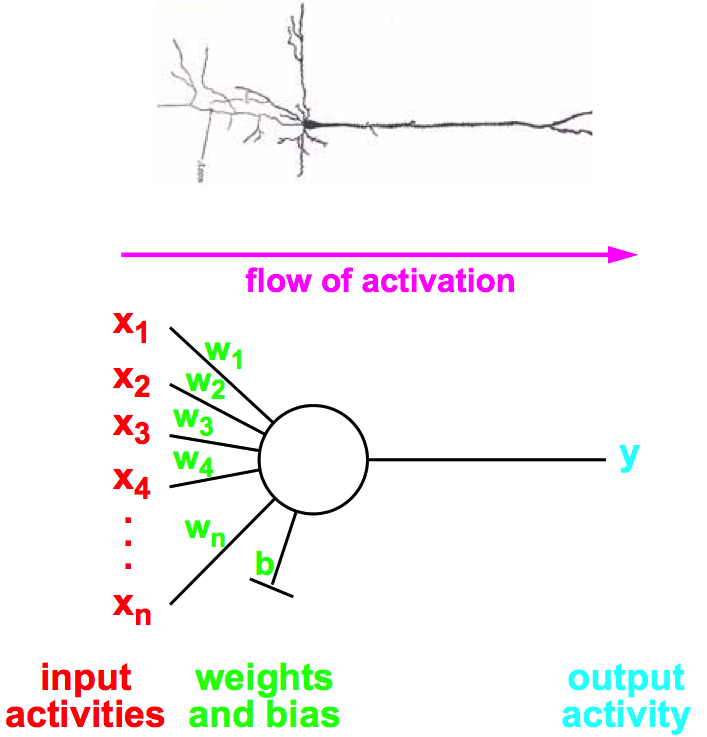 flow of activation
x1
w1
x2
w2
x3
w3
x4
w4
.
.
.
wn
b
xn
y
input activities
weights and bias
output activity